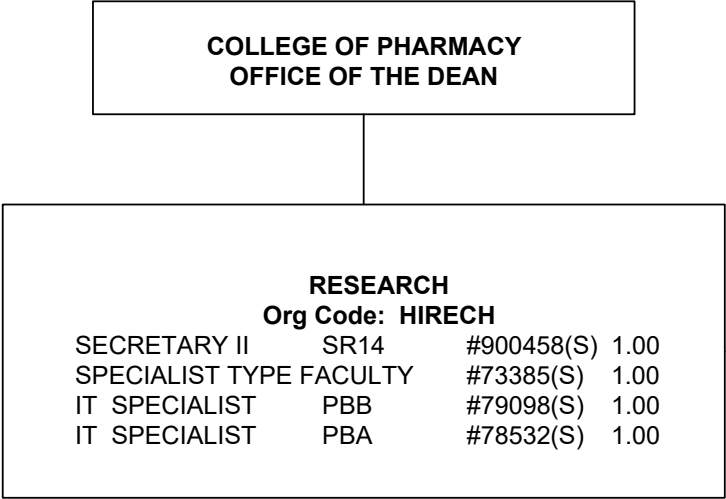 COLLEGE OF PHARMACY
OFFICE OF THE DEAN
RESEARCH
Org Code: HIRECH
SECRETARY II SR14 #900458(S) 1.00
SPECIALIST TYPE FACULTY #73385(S) 1.00
IT SPECIALIST PBB #79098(S) 1.00
IT SPECIALIST PBA #78532(S) 1.00